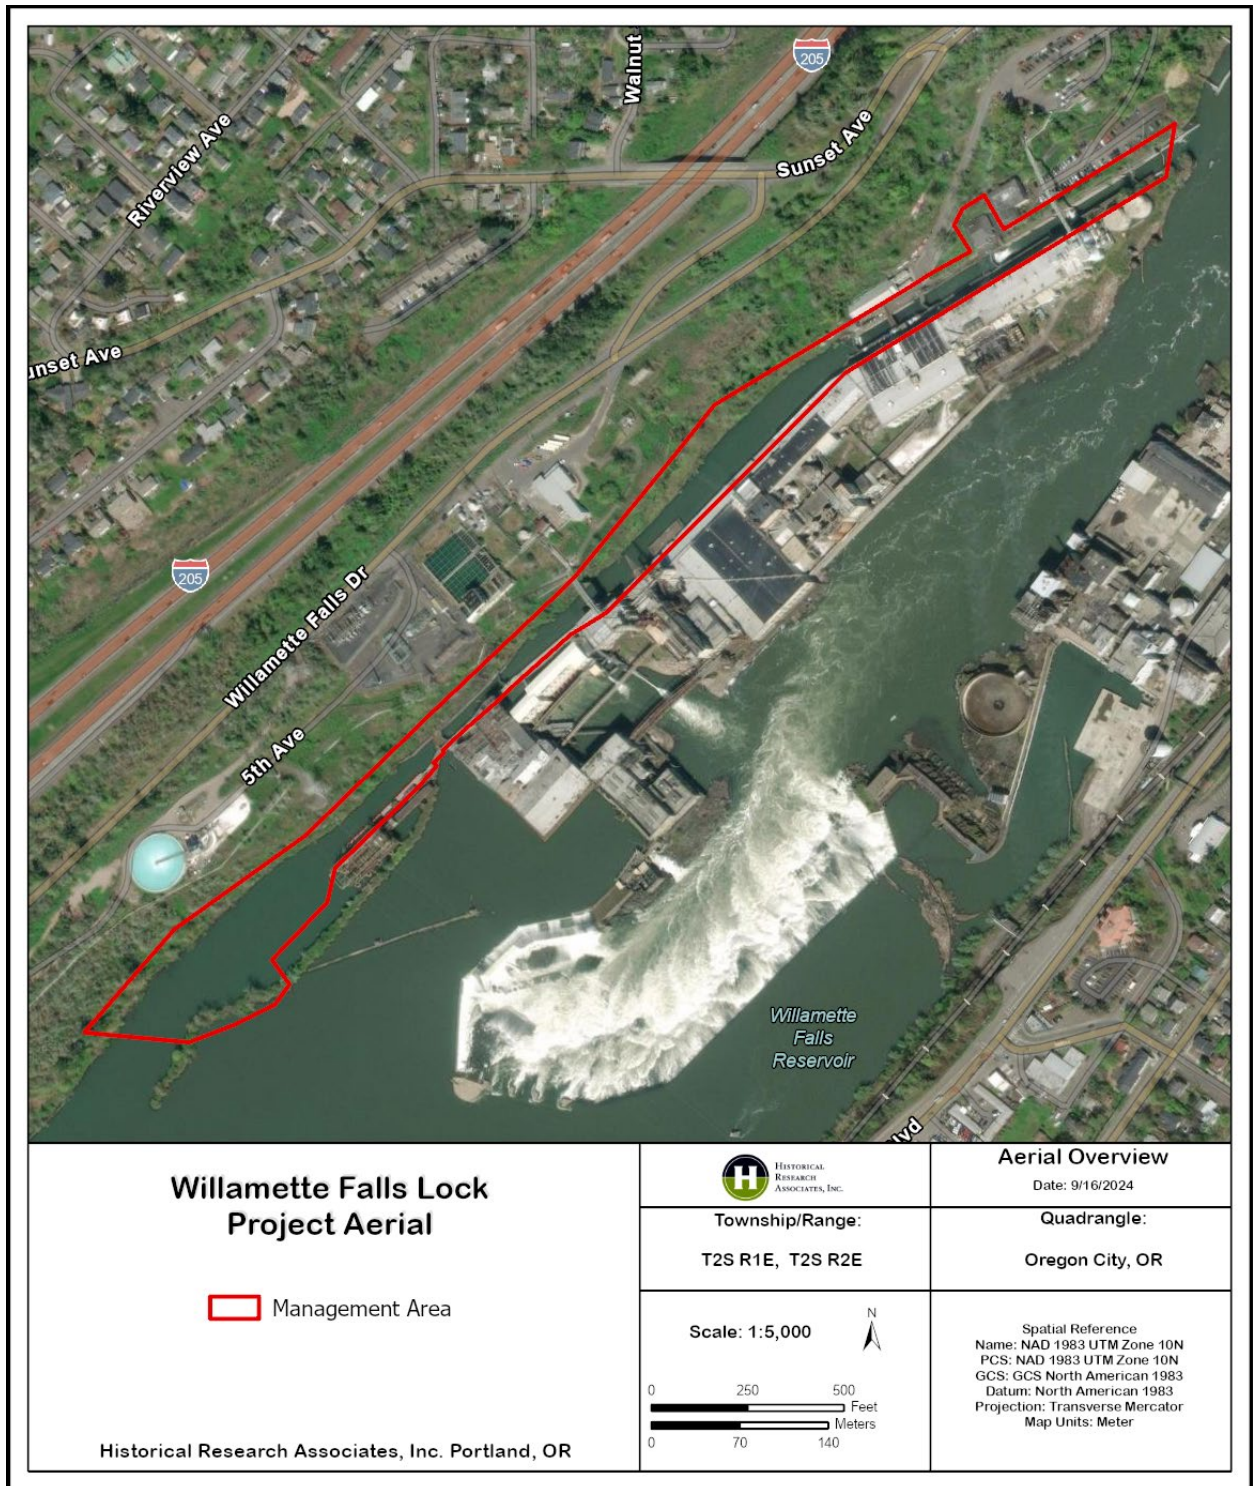 205
Walnut
Riverview Ave
Sunset Ave
unset Ave
205
Willamette Falls Dr
5th Ave
Willamette
Falls
Reservoir
lvd
Willamette Falls Lock
Project Aerial
Management Area
Historical Research Associates, Inc. Portland, OR
H
HISTORICAL
RESEARCH
ASSOCIATES, INC.
Aerial Overview
Date: 9/16/2024
Township/Range:
T2S R1E, T2S R2E
Quadrangle:
Oregon City, OR
Scale: 1:5,000
N
0 250 500
Feet
Meters
0 70 140
Spatial Reference
Name: NAD 1983 UTM Zone 10N
PCS: NAD 1983 UTM Zone 10N
GCS: GCS North American 1983
Datum: North American 1983
Projection: Transverse Mercator
Map Units: Meter